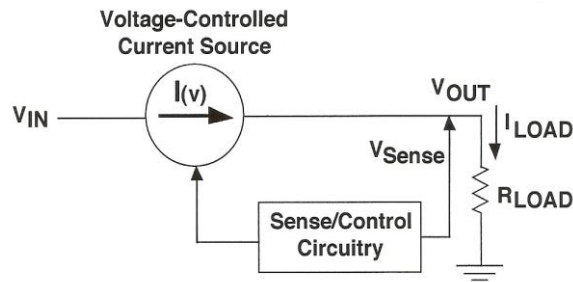 Voltage-Controlled
Current Source
I(v)
VIN
VOUT
ILOAD
VSense
RLOAD
Sense/Control
Circuitry